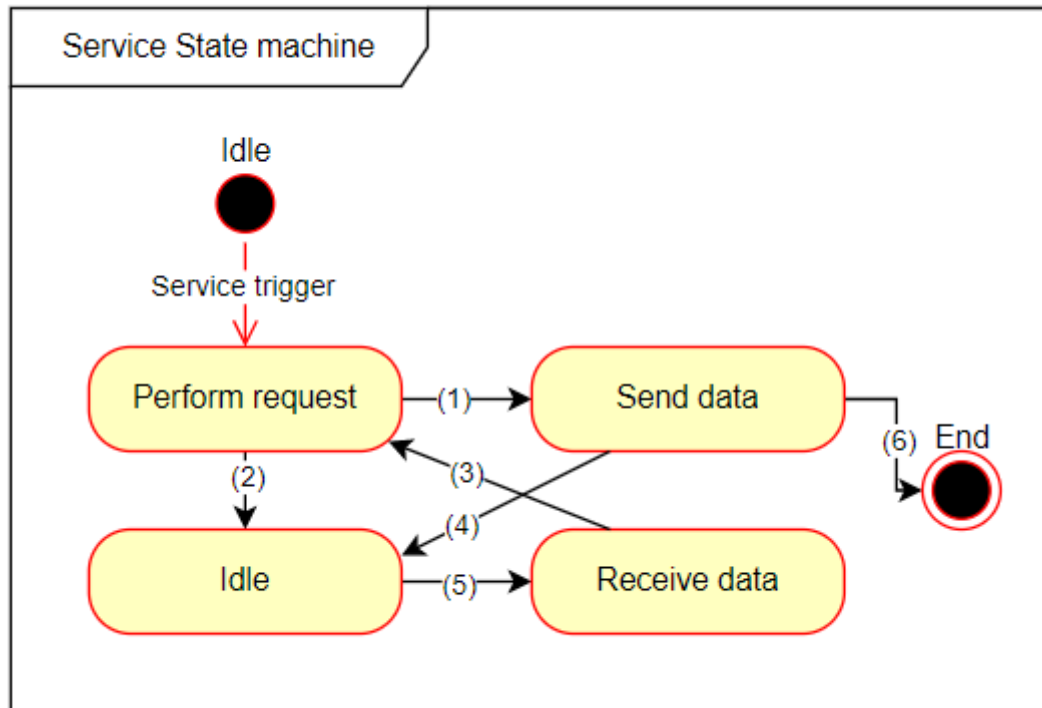 Service State machine
Idle
Service trigger
Perform request
(1)
Send data
(6)
End
(2)
(3)
(4)
Idle
(5)
Receive data